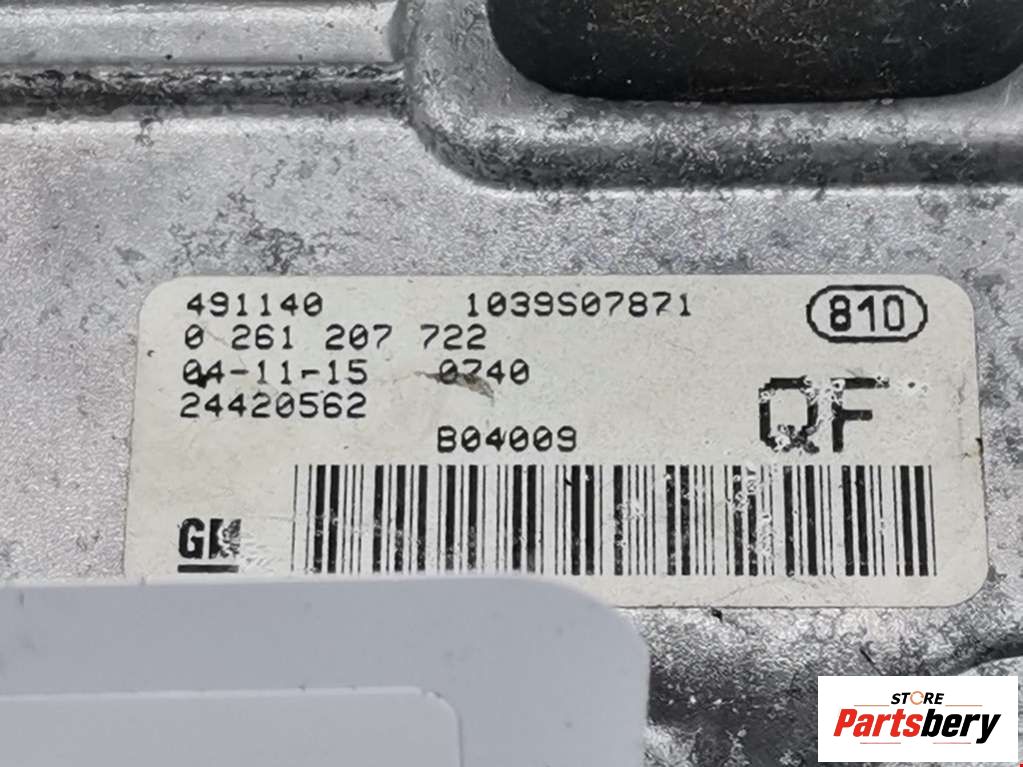 491140 1039S07871 810
0 261 207 722
04-11-15 0740
24420562 QF
B04009
GM
STORE
Partsbery